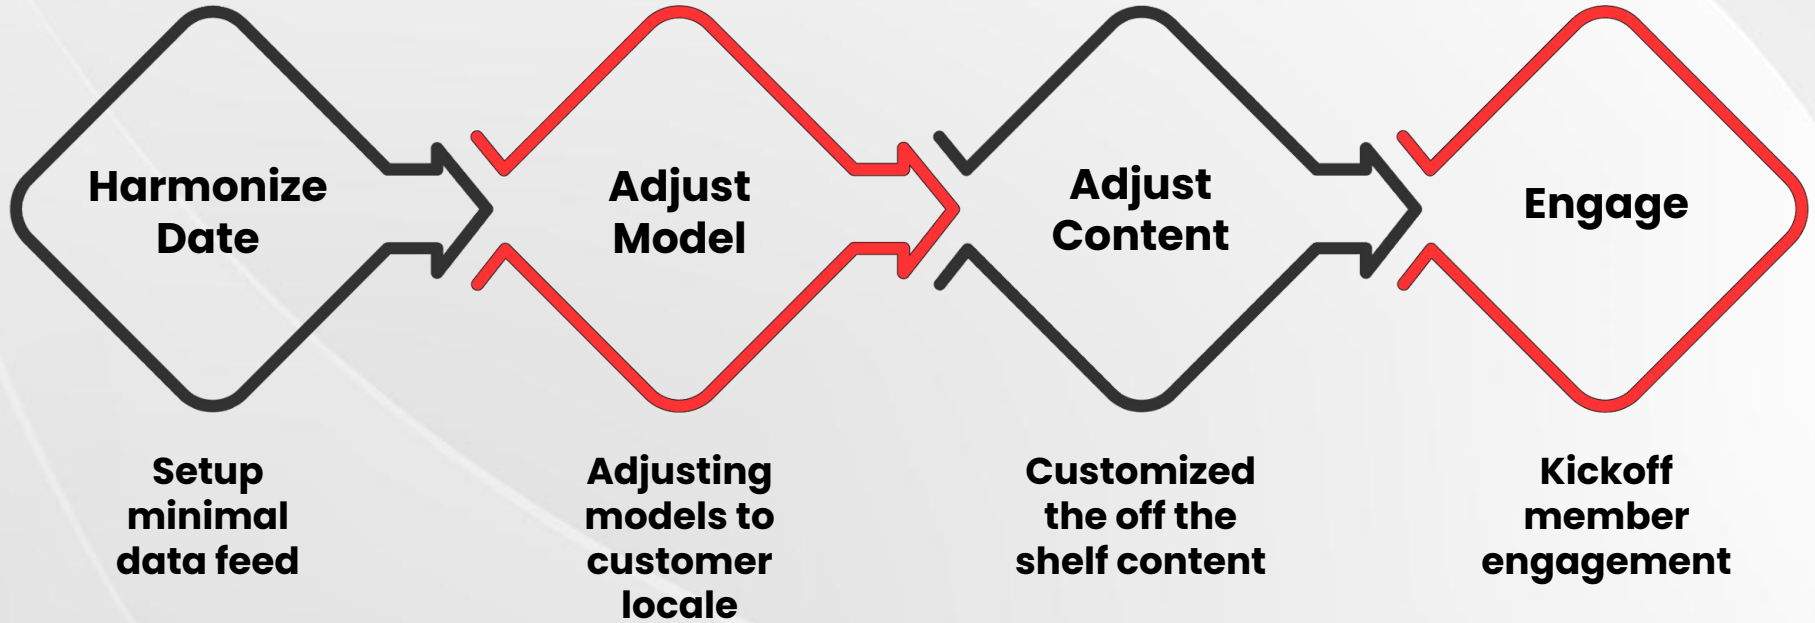 Harmonize
Date
Adjust
Model
Adjust
Content
Engage
Setup
minimal
data feed
Adjusting
models to
customer
locale
Customized
the off the
shelf content
Kickoff
member
engagement